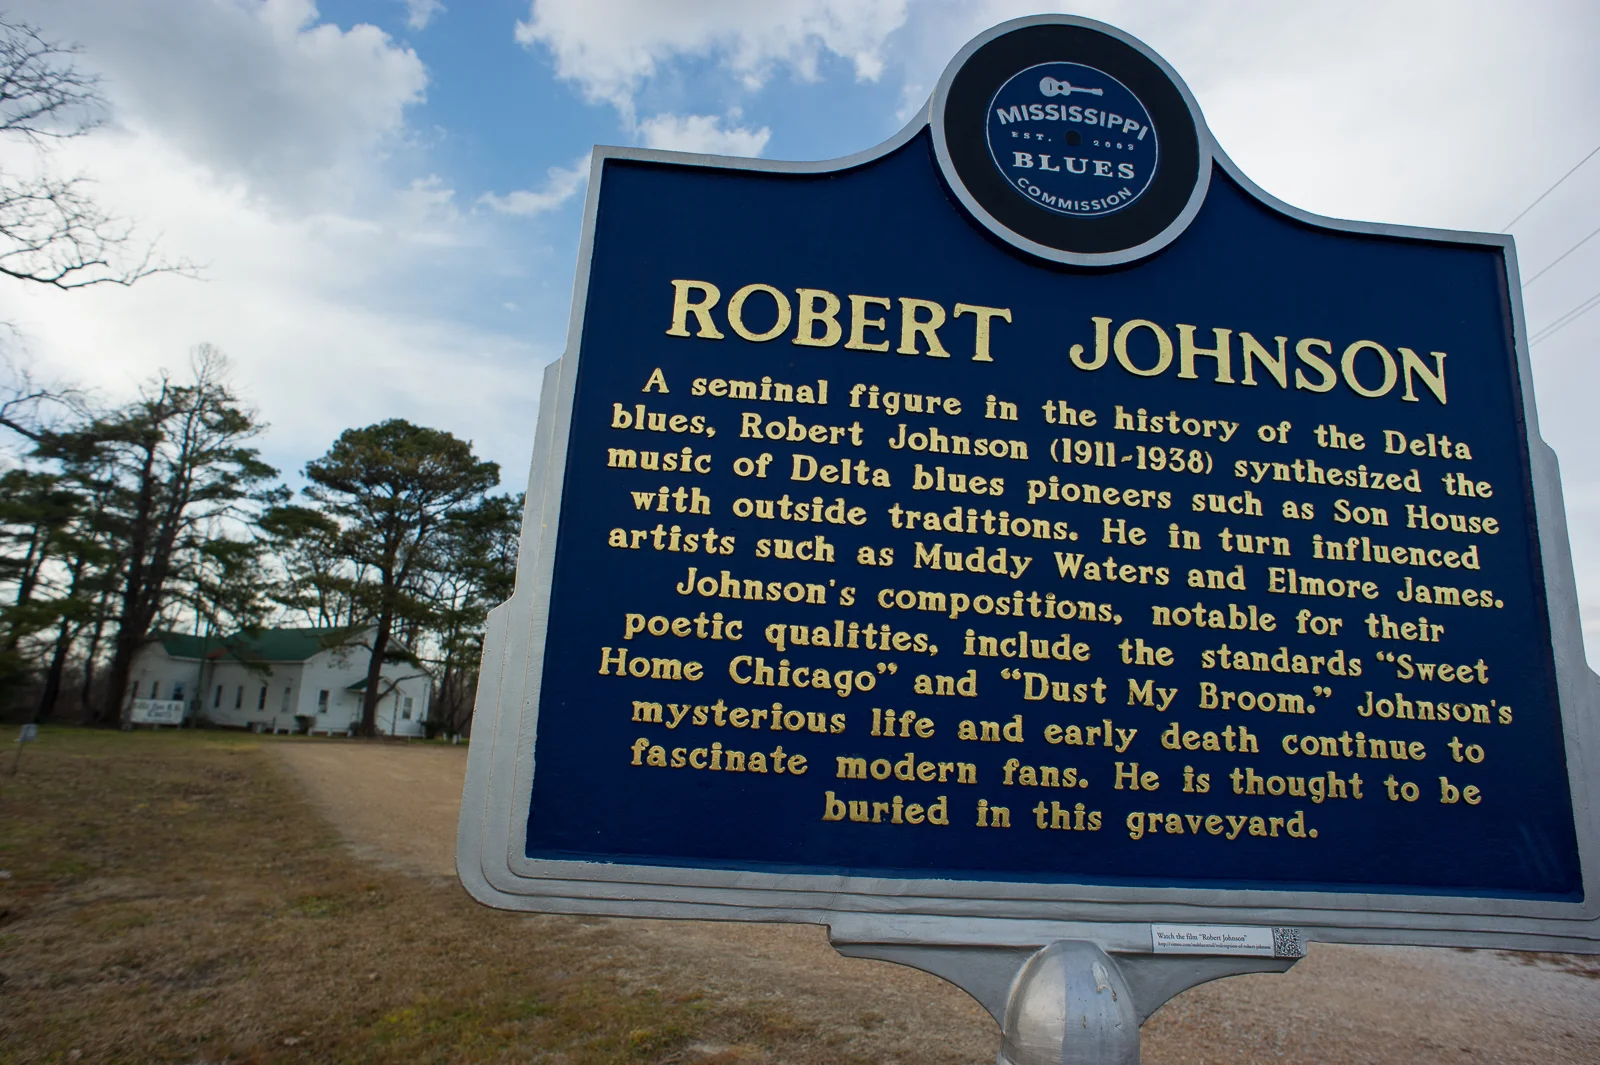 MISSISSIPPI
EST. 2003
BLUES
COMMISSION
ROBERT JOHNSON
A seminal figure in the history of the Delta
blues, Robert Johnson (1911-1938) synthesized the
music of Delta blues pioneers such as Son House
with outside traditions. He in turn influenced
artists such as Muddy Waters and Elmore James.
Johnson's compositions, notable for their
poetic qualities, include the standards “Sweet
Home Chicago” and “Dust My Broom.” Johnson's
mysterious life and early death continue to
fascinate modern fans. He is thought to be
buried in this graveyard.
Watch the film "Robert Johnson"
Church